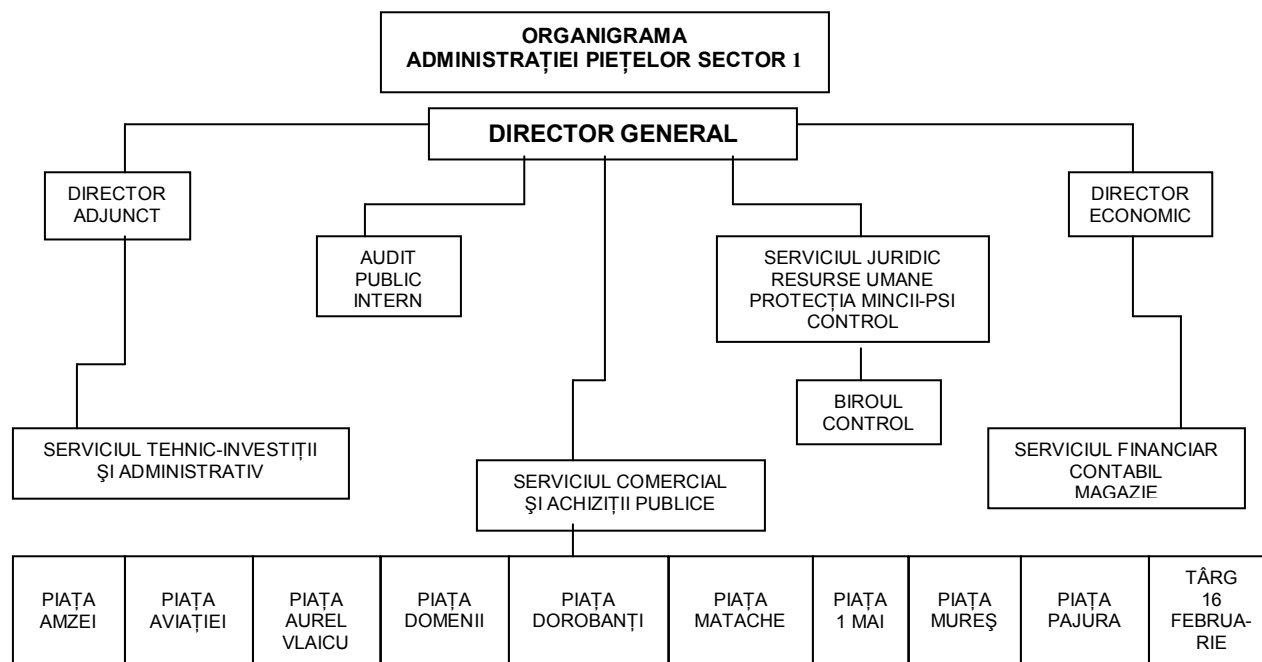 ORGANIGRAMA
ADMINISTRAȚIEI PIEȚELOR SECTOR 1
DIRECTOR GENERAL
DIRECTOR
ADJUNCT
DIRECTOR
ECONOMIC
AUDIT
PUBLIC
INTERN
SERVICIUL JURIDIC
RESURSE UMANE
PROTECȚIA MINCII-PSI
CONTROL
BIROUL
CONTROL
SERVICIUL TEHNIC-INVESTIȚII
ŞI ADMINISTRATIV
SERVICIUL COMERCIAL
ŞI ACHIZIȚII PUBLICE
SERVICIUL FINANCIAR
CONTABIL
MAGAZIE
PIAȚA
AMZEI
PIAȚA
AVIAȚIEI
PIAȚA
AUREL
VLAICU
PIAȚA
DOMENII
PIAȚA
DOROBANȚI
PIAȚA
MATACHE
PIAȚA
1 MAI
PIAȚA
MUREŞ
PIAȚA
PAJURA
TÂRG
16
FEBRUA-
RIE